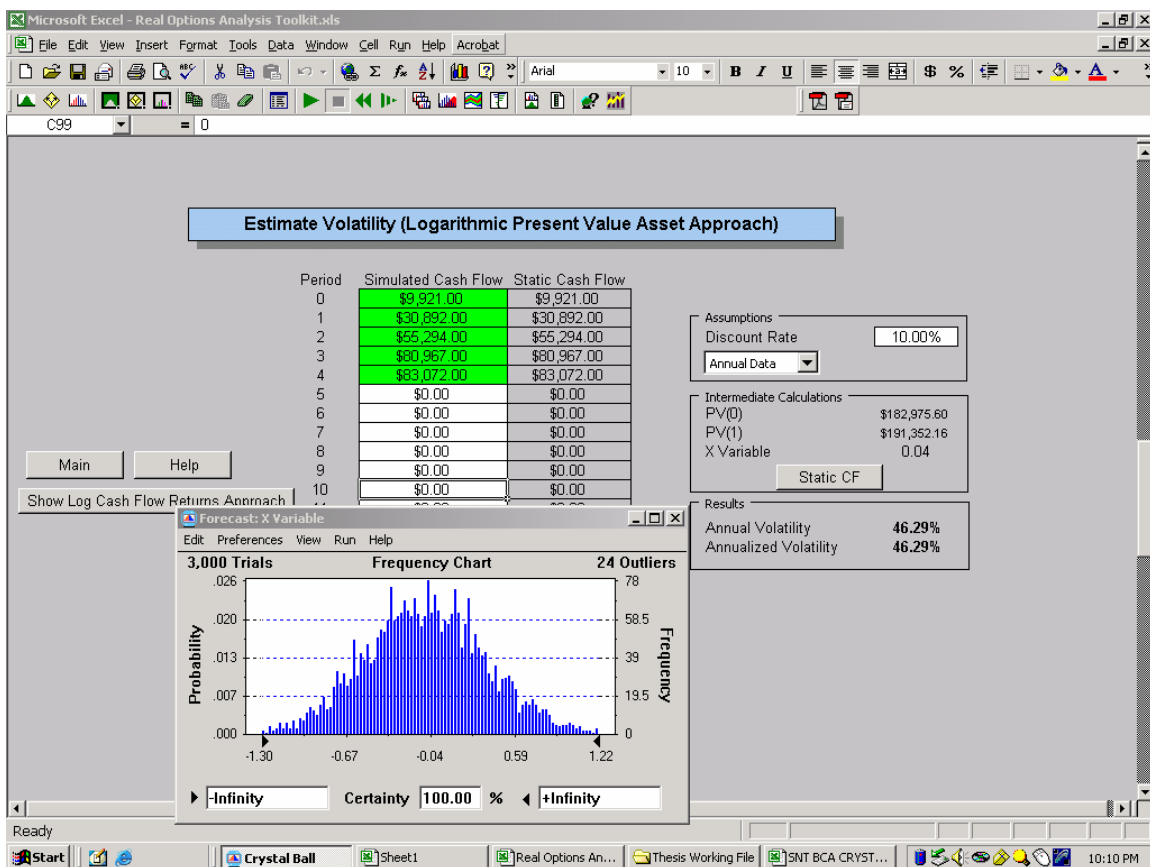 Microsoft Excel - Real Options Analysis Toolkit.xls
File Edit View Insert Format Tools Data Window Cell Run Help Acrobat
Arial 10 B I U $ %
C99 = 0
Estimate Volatility (Logarithmic Present Value Asset Approach)
Period Simulated Cash Flow Static Cash Flow
0 $9,921.00 $9,921.00
1 $30,892.00 $30,892.00
2 $55,294.00 $55,294.00
3 $80,967.00 $80,967.00
4 $83,072.00 $83,072.00
5 $0.00 $0.00
6 $0.00 $0.00
7 $0.00 $0.00
8 $0.00 $0.00
9 $0.00 $0.00
10 $0.00 $0.00
Assumptions
Discount Rate 10.00%
Annual Data
Intermediate Calculations
PV(0) $182,975.60
PV(1) $191,352.16
X Variable 0.04
Static CF
Results
Annual Volatility 46.29%
Annualized Volatility 46.29%
Main Help
Show Log Cash Flow Returns Approach
Forecast: X Variable
Edit Preferences View Run Help
3,000 Trials Frequency Chart 24 Outliers
Probability
.026
.020
.013
.007
.000
Frequency
78
58.5
39
19.5
0
-1.30 -0.67 -0.04 0.59 1.22
-Infinity Certainty 100.00 % +Infinity
Ready
Start Crystal Ball Sheet1 Real Options An... Thesis Working File SNT BCA CRYST... 10:10 PM